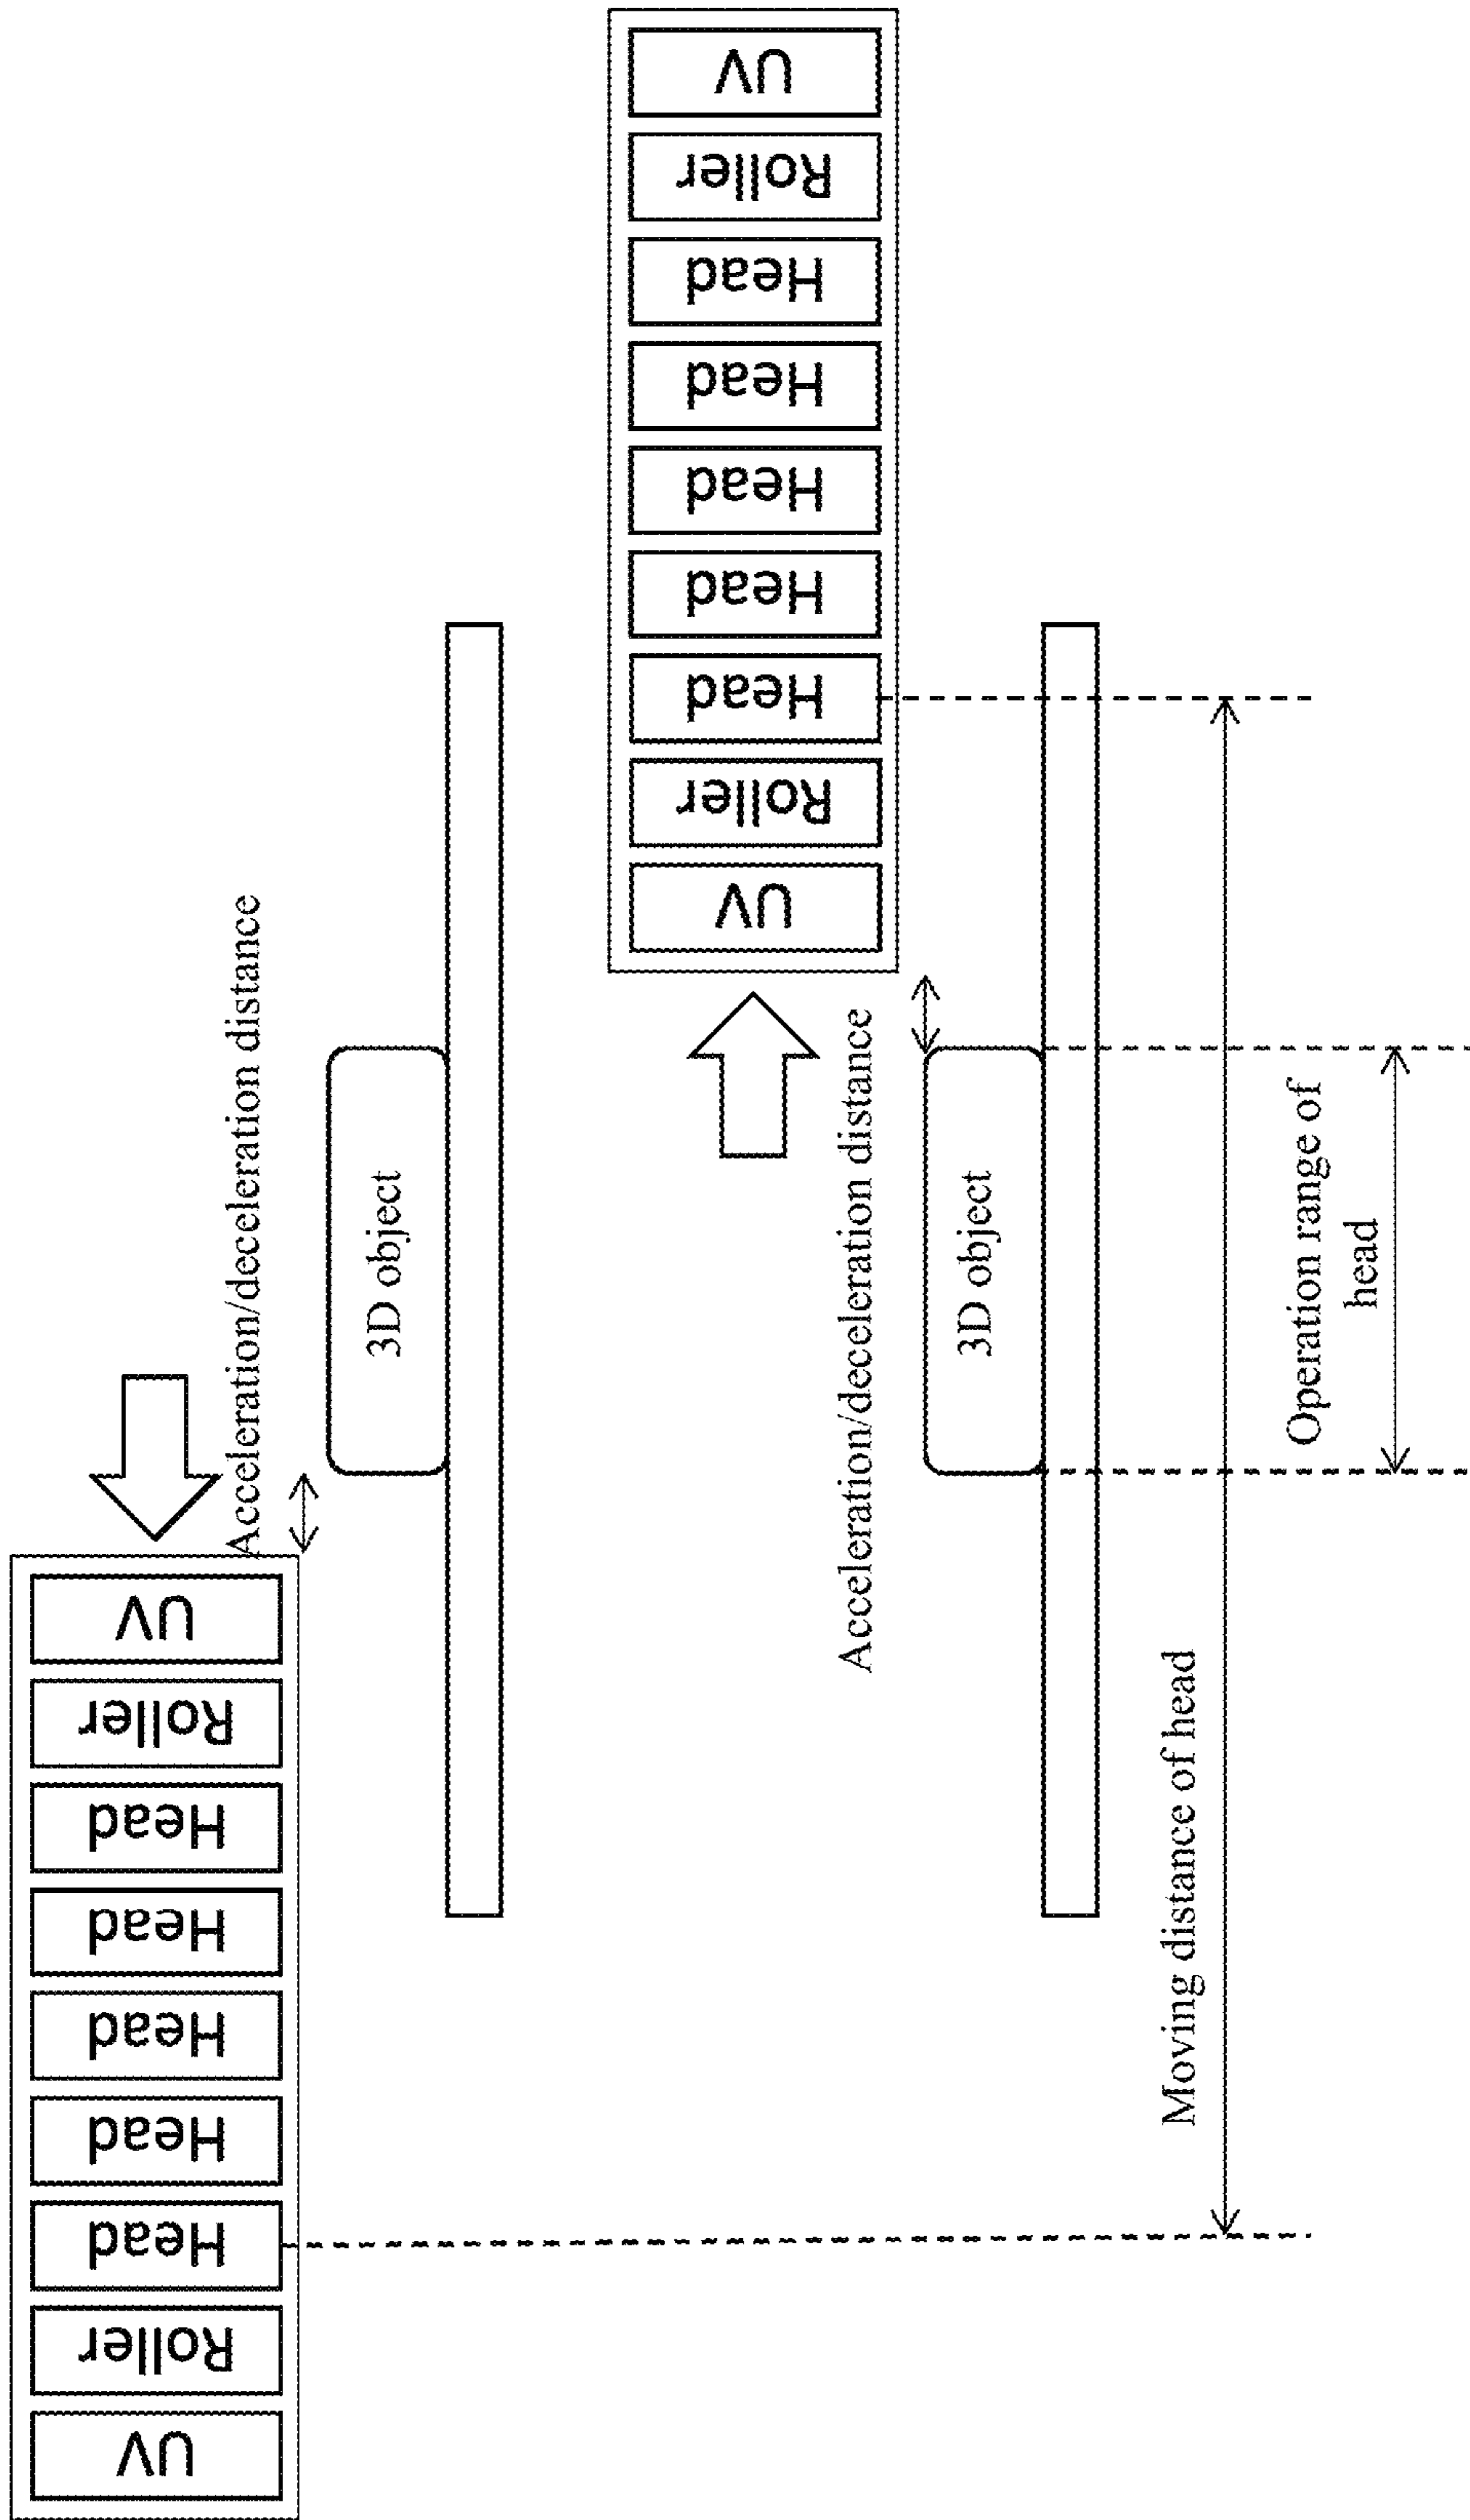 UV
Roller
Head
Head
Head
Head
Head
Roller
UV
Acceleration/deceleration distance
3D object
UV
Roller
Head
Head
Head
Head
Head
Roller
UV
Acceleration/deceleration distance
3D object
Moving distance of head
Operation range of
head